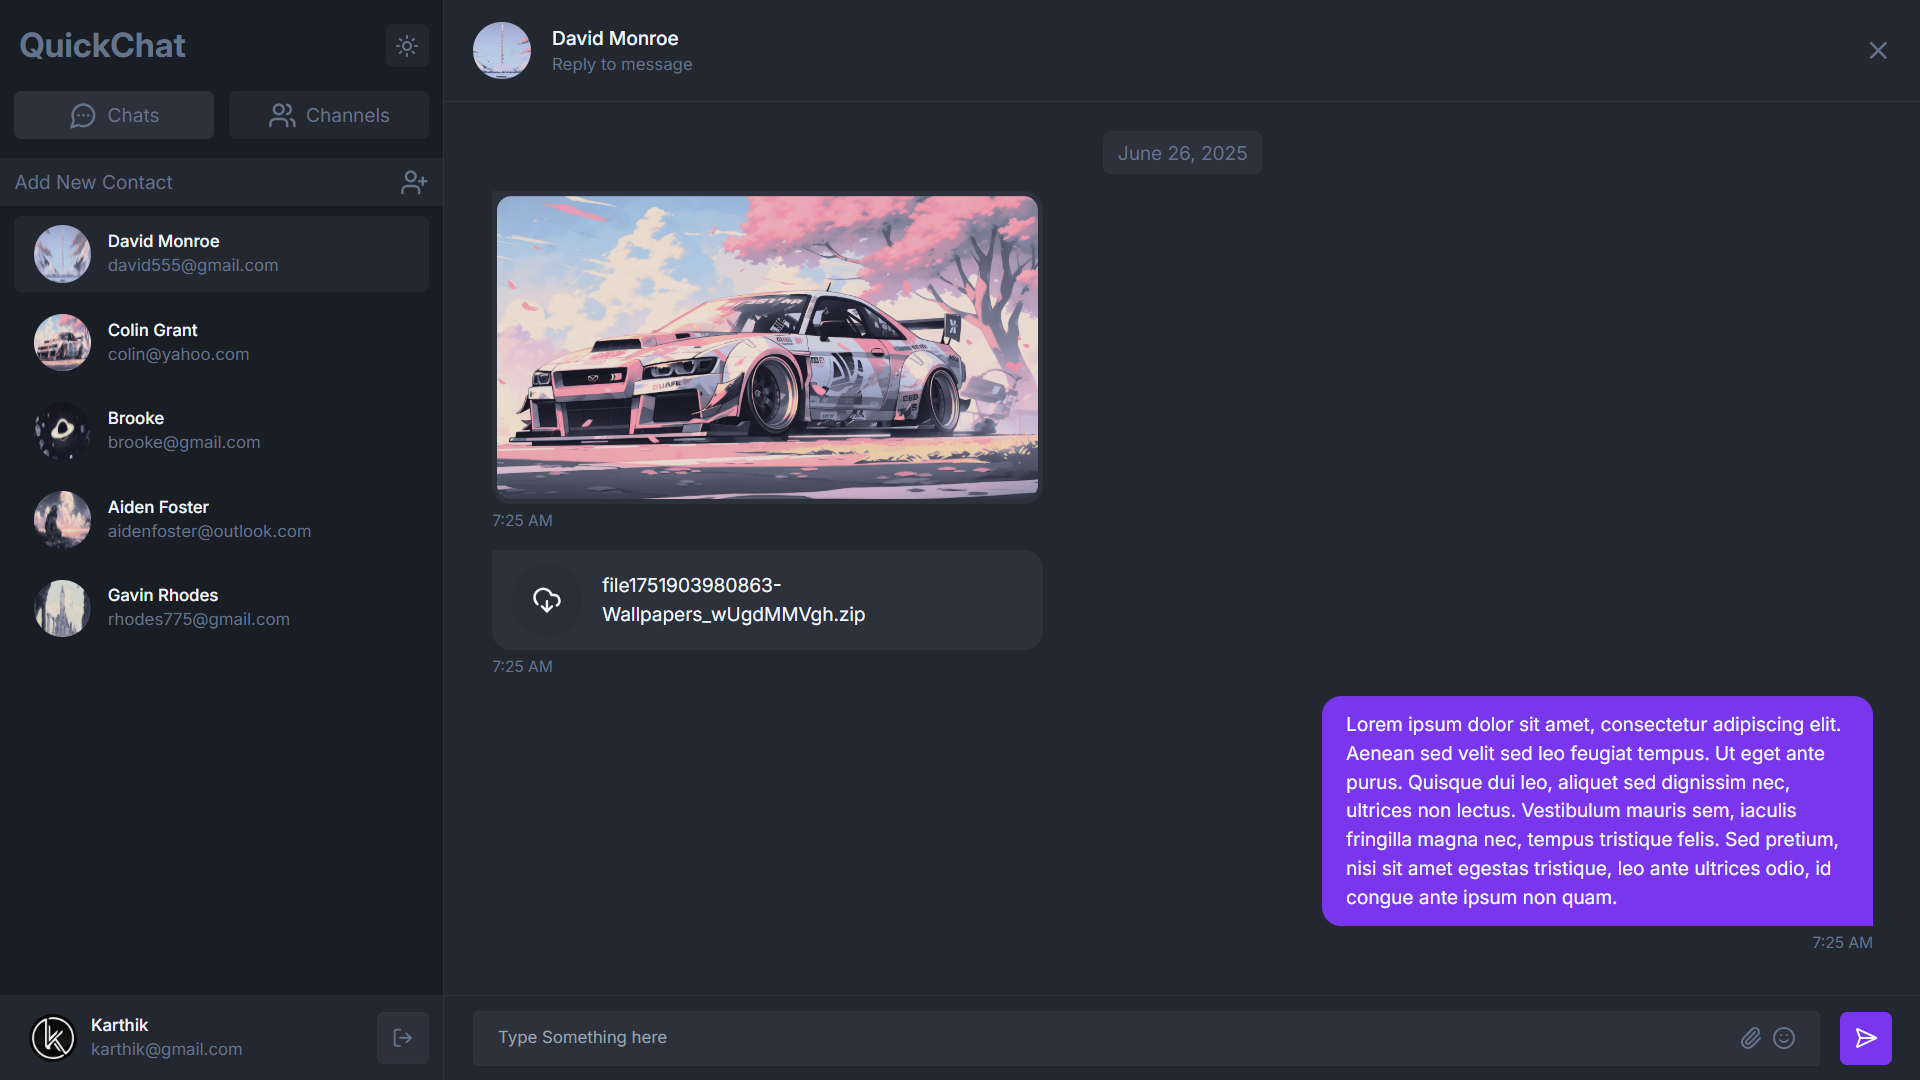 QuickChat
Chats
Channels
Add New Contact
David Monroe
david555@gmail.com
Colin Grant
colin@yahoo.com
Brooke
brooke@gmail.com
Aiden Foster
aidenfoster@outlook.com
Gavin Rhodes
rhodes775@gmail.com
Karthik
karthik@gmail.com
David Monroe
Reply to message
June 26, 2025
7:25 AM
file1751903980863-
Wallpapers_wUgdMMVgh.zip
7:25 AM
Lorem ipsum dolor sit amet, consectetur adipiscing elit.
Aenean sed velit sed leo feugiat tempus. Ut eget ante
purus. Quisque dui leo, aliquet sed dignissim nec,
ultrices non lectus. Vestibulum mauris sem, iaculis
fringilla magna nec, tempus tristique felis. Sed pretium,
nisi sit amet egestas tristique, leo ante ultrices odio, id
congue ante ipsum non quam.
7:25 AM
Type Something here